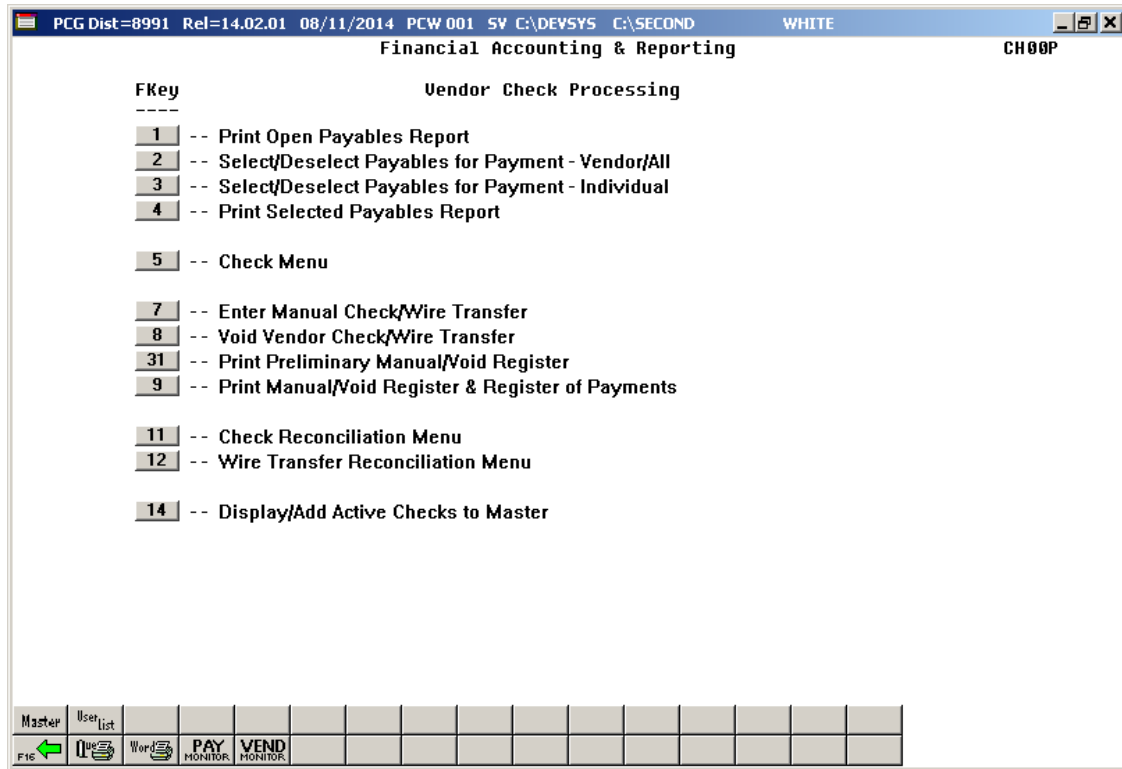 PCG Dist=8991 Rel=14.02.01 08/11/2014 PCW 001 SV C:\DEVSYS C:\SECOND WHITE
Financial Accounting & Reporting CH00P
FKey Vendor Check Processing
----
1 -- Print Open Payables Report
2 -- Select/Deselect Payables for Payment - Vendor/All
3 -- Select/Deselect Payables for Payment - Individual
4 -- Print Selected Payables Report
5 -- Check Menu
7 -- Enter Manual Check/Wire Transfer
8 -- Void Vendor Check/Wire Transfer
31 -- Print Preliminary Manual/Void Register
9 -- Print Manual/Void Register & Register of Payments
11 -- Check Reconciliation Menu
12 -- Wire Transfer Reconciliation Menu
14 -- Display/Add Active Checks to Master
Master User List
F16 Que Word PAY MONITOR VEND MONITOR